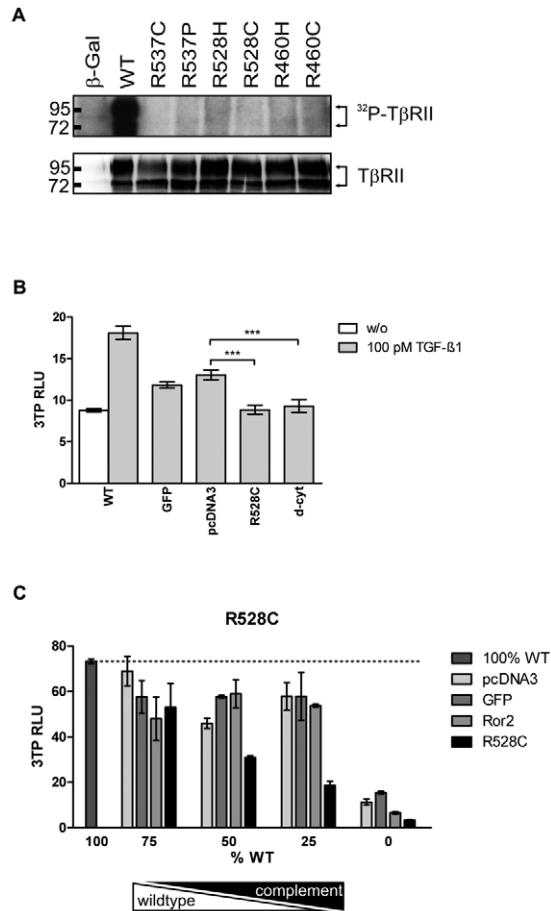 A
β-Gal
WT
R537C
R537P
R528H
R528C
R460H
R460C
95
72
³²P-TβRII
95
72
TβRII
B
3TP RLU
20
15
10
5
0
***
***
WT
GFP
pcDNA3
R528C
d-cyt
w/o
100 pM TGF-ß1
C
R528C
3TP RLU
80
60
40
20
0
100
75
50
25
0
% WT
wildtype
complement
100% WT
pcDNA3
GFP
Ror2
R528C